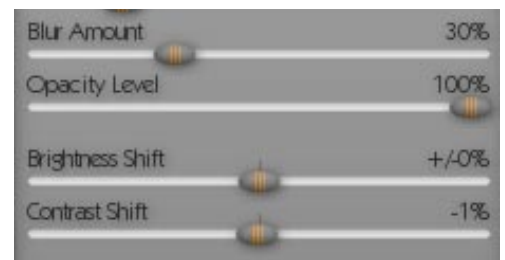 Blur Amount 30%
Opacity Level 100%
Brightness Shift +/-0%
Contrast Shift -1%